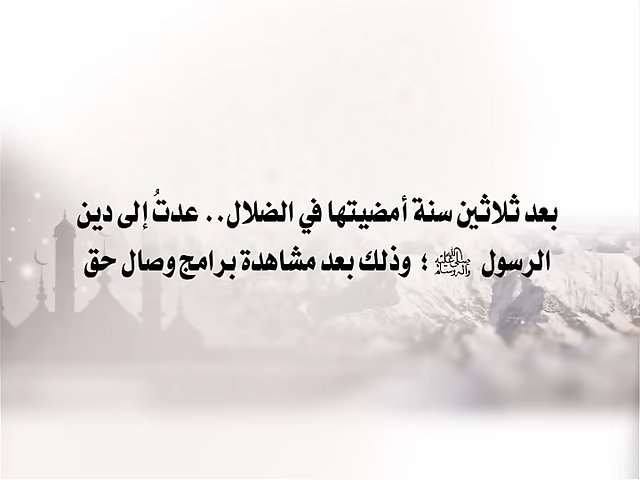 بعد ثلاثين سنة أمضيتها في الضلال.. عدتُ إلى دين
الرسول ﷺ ؛ وذلك بعد مشاهدة برامج وصال حق